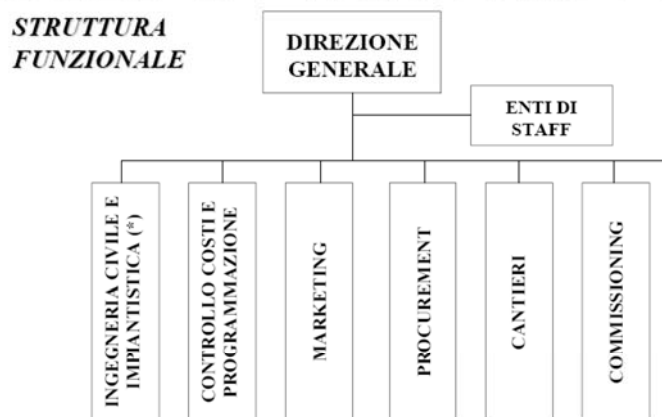 STRUTTURA
FUNZIONALE
DIREZIONE
GENERALE
ENTI DI
STAFF
INGEGNERIA CIVILE E
IMPIANTISTICA (*)
CONTROLLO COSTI E
PROGRAMMAZIONE
MARKETING
PROCUREMENT
CANTIERI
COMMISSIONING